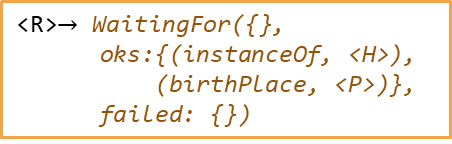 <R>→ WaitingFor({},
oks:{(instanceOf, <H>),
(birthPlace, <P>)},
failed: {})